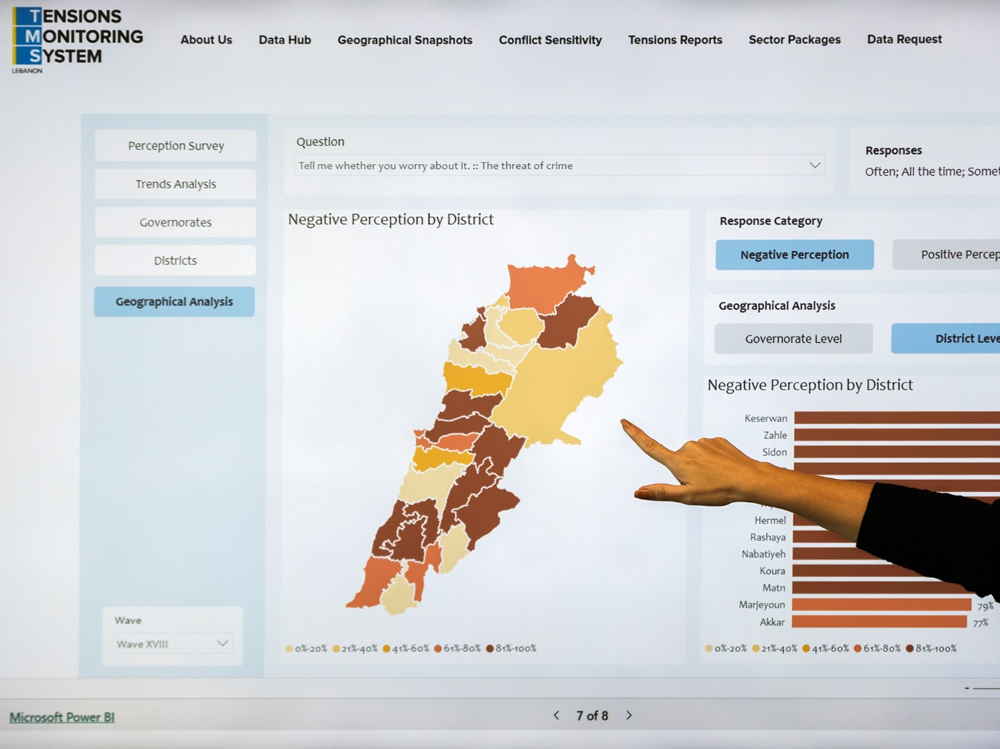 TENSIONS
MONITORING
SYSTEM
LEBANON
About Us
Data Hub
Geographical Snapshots
Conflict Sensitivity
Tensions Reports
Sector Packages
Data Request
Perception Survey
Trends Analysis
Governorates
Districts
Geographical Analysis
Question
Tell me whether you worry about it. :: The threat of crime
Responses
Often; All the time; Somet
Negative Perception by District
Response Category
Negative Perception
Positive Percep
Geographical Analysis
Governorate Level
District Leve
Negative Perception by District
Keserwan
Zahle
Sidon
Hermel
Rashaya
Nabatiyeh
Koura
Matn
Marjeyoun 79%
Akkar 77%
0%-20% 21%-40% 41%-60% 61%-80% 81%-100%
0%-20% 21%-40% 41%-60% 61%-80% 81%-100%
Wave
Wave XVIII
Microsoft Power BI
7 of 8